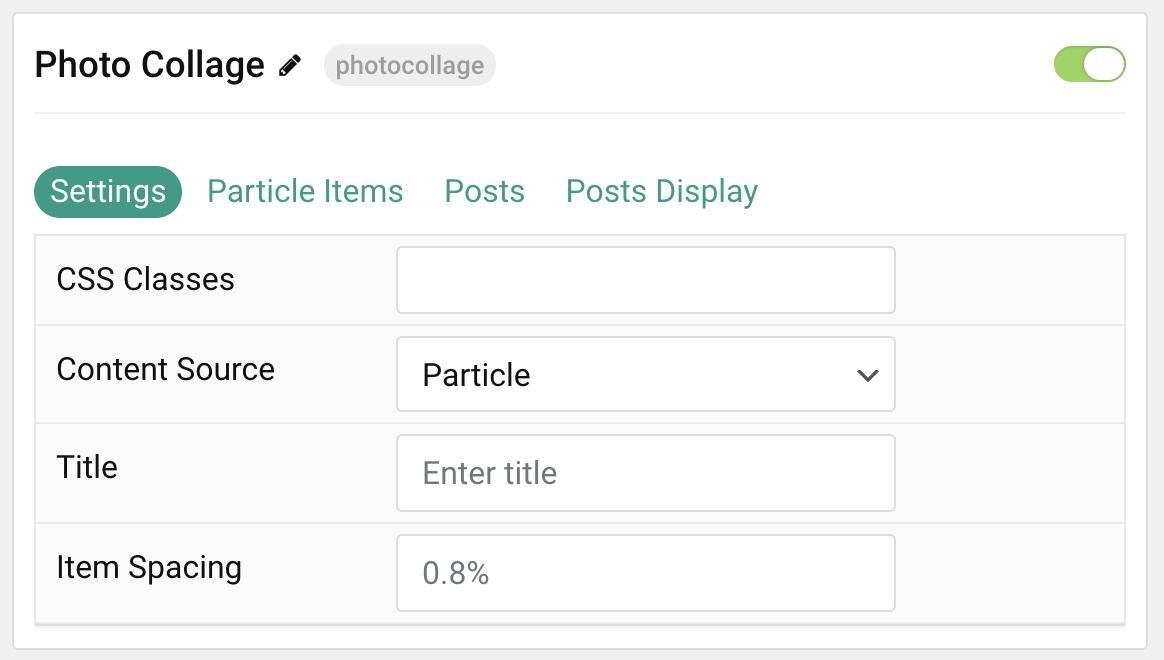 Photo Collage photocollage
Settings Particle Items Posts Posts Display
CSS Classes
Content Source Particle
Title Enter title
Item Spacing 0.8%